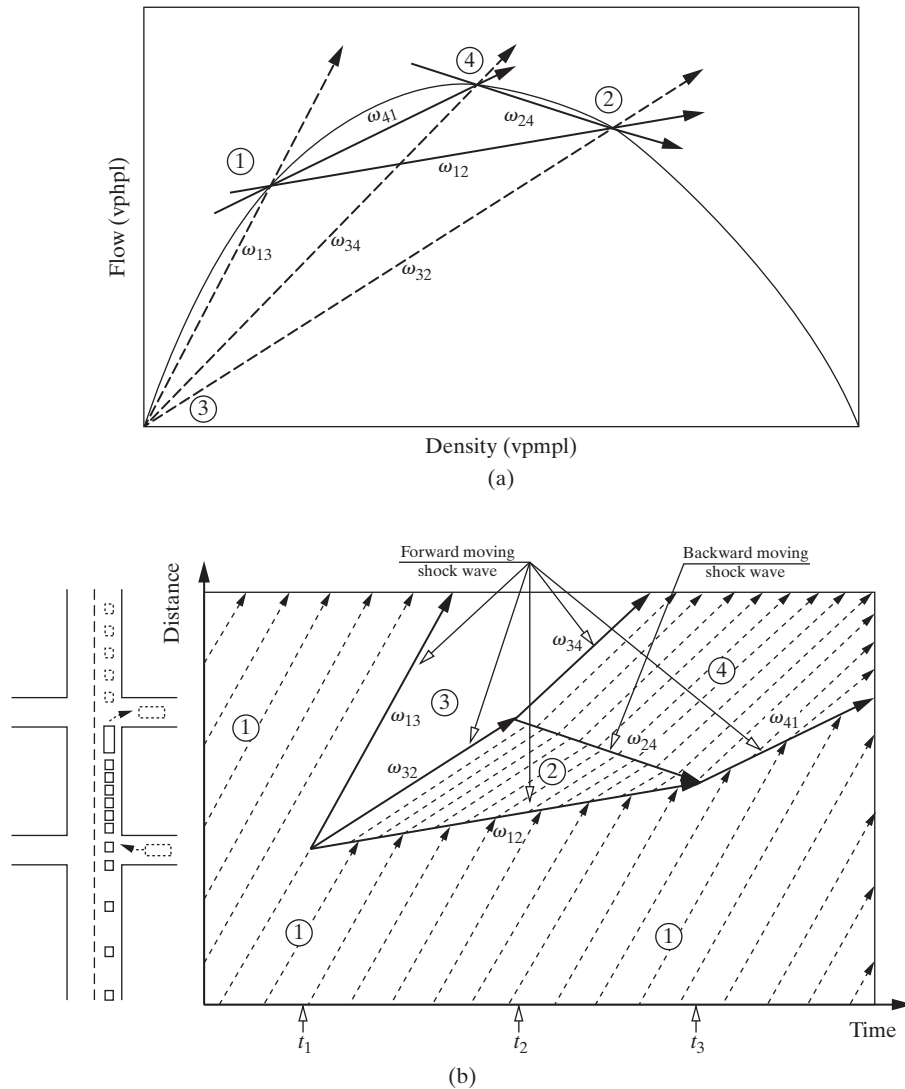 ④
②
ω₄₁
ω₂₄
①
ω₁₂
Flow (vphpl)
ω₁₃
ω₃₄
ω₃₂
③
Density (vpmpl)
(a)
Forward moving
shock wave
Backward moving
shock wave
Distance
ω₃₄
④
①
③
ω₁₃
ω₄₁
ω₂₄
ω₃₂
②
ω₁₂
①
①
Time
t₁
t₂
t₃
(b)